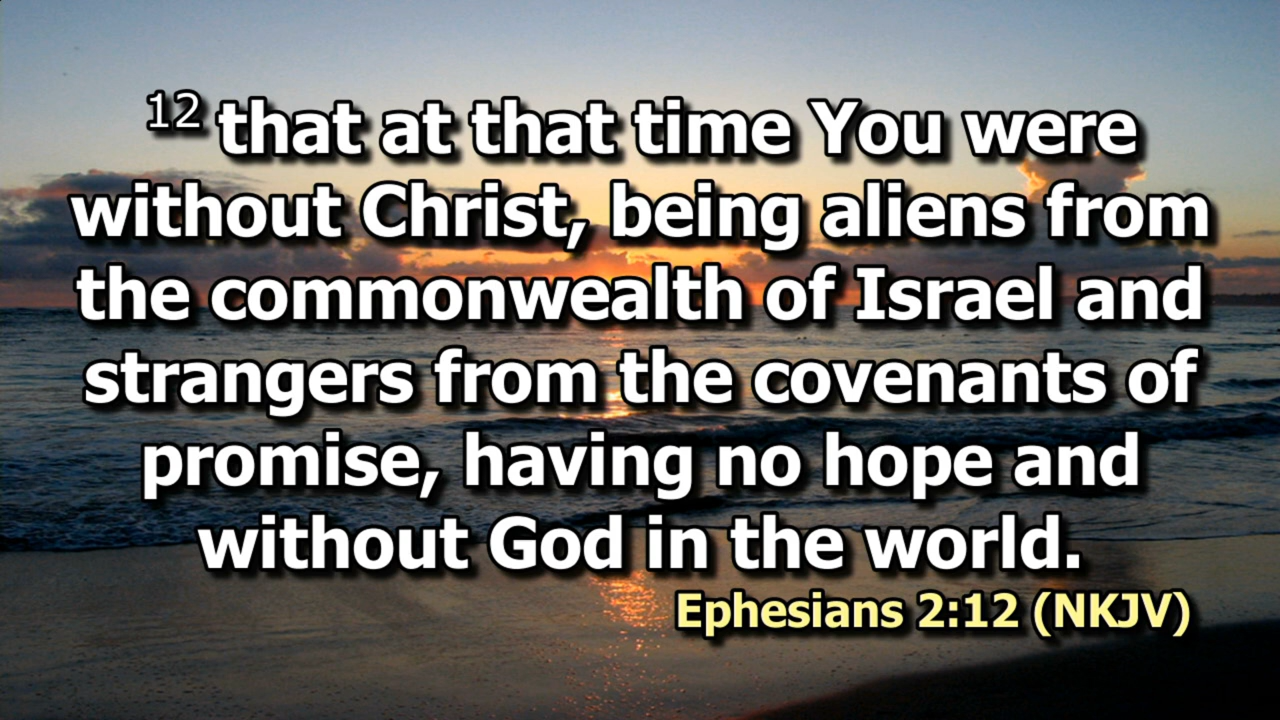 12 that at that time You were
without Christ, being aliens from
the commonwealth of Israel and
strangers from the covenants of
promise, having no hope and
without God in the world.
Ephesians 2:12 (NKJV)